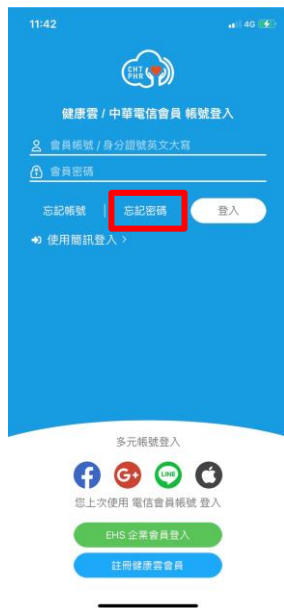 11:42 4G
CHT
PHR
健康雲 / 中華電信會員 帳號登入
會員帳號 / 身分證號英文大寫
會員密碼
忘記帳號 | 忘記密碼 登入
使用簡訊登入 >
多元帳號登入
f G+ LINE
您上次使用 電信會員帳號 登入
EHS 企業會員登入
註冊健康雲會員